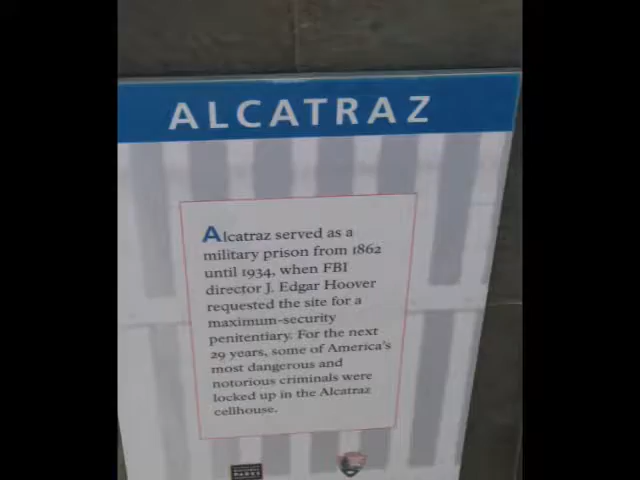 ALCATRAZ
Alcatraz served as a
military prison from 1862
until 1934, when FBI
director J. Edgar Hoover
requested the site for a
maximum-security
penitentiary. For the next
29 years, some of America's
most dangerous and
notorious criminals were
locked up in the Alcatraz
cellhouse.
PARKS